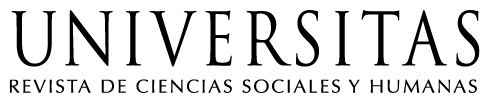 UNIVERSITAS
REVISTA DE CIENCIAS SOCIALES Y HUMANAS